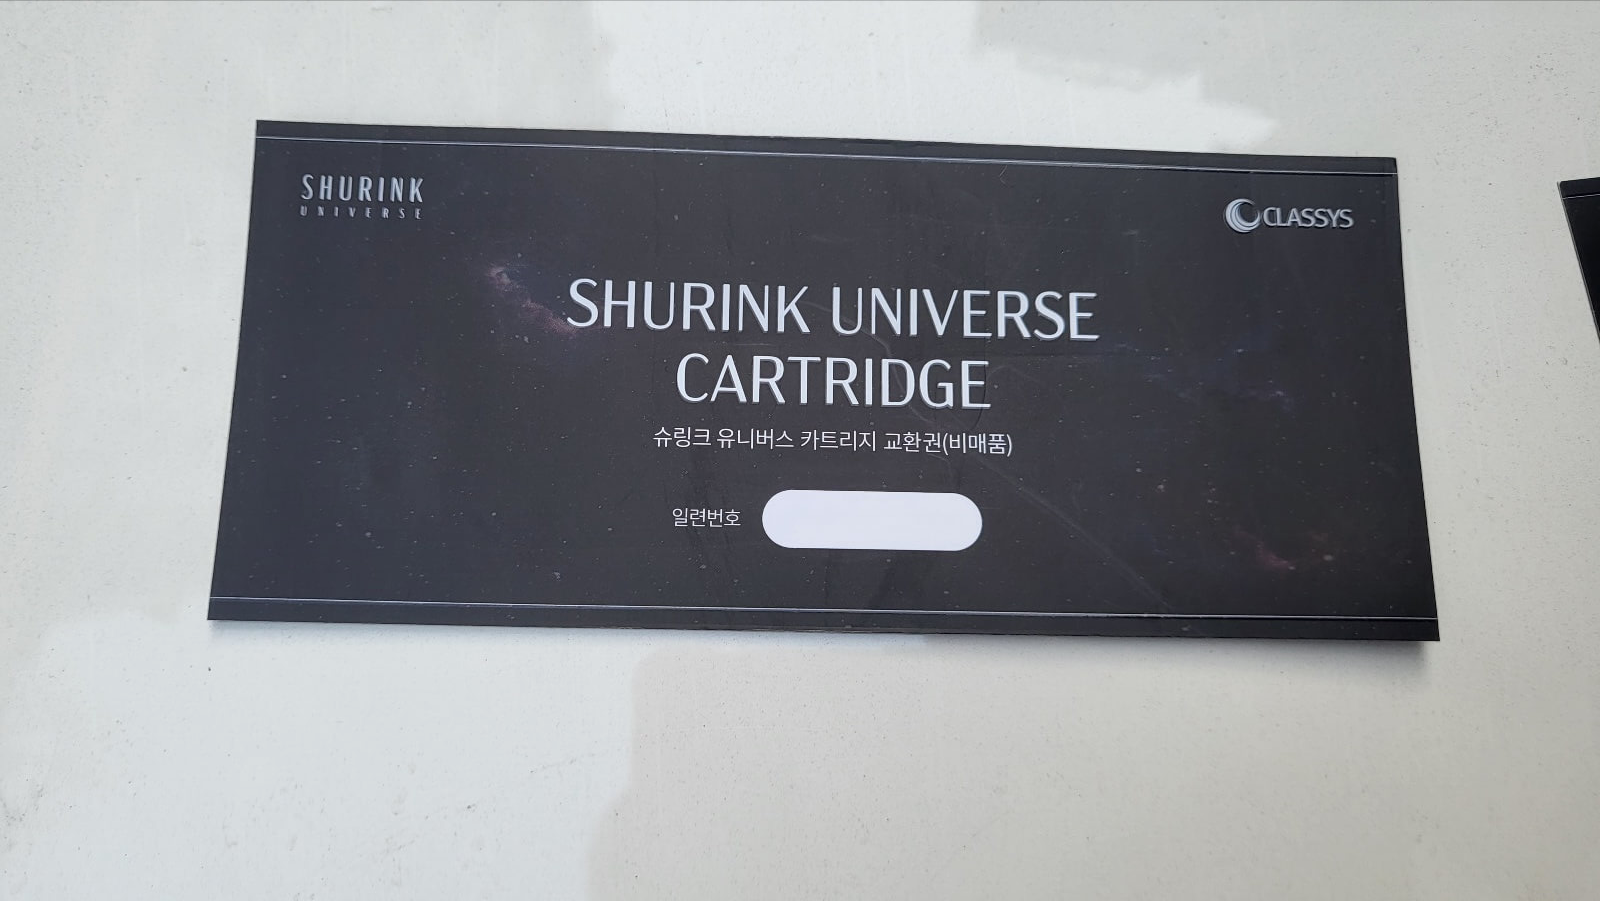 SHURINK
UNIVERSE
CLASSYS
SHURINK UNIVERSE
CARTRIDGE
슈링크 유니버스 카트리지 교환권(비매품)
일련번호